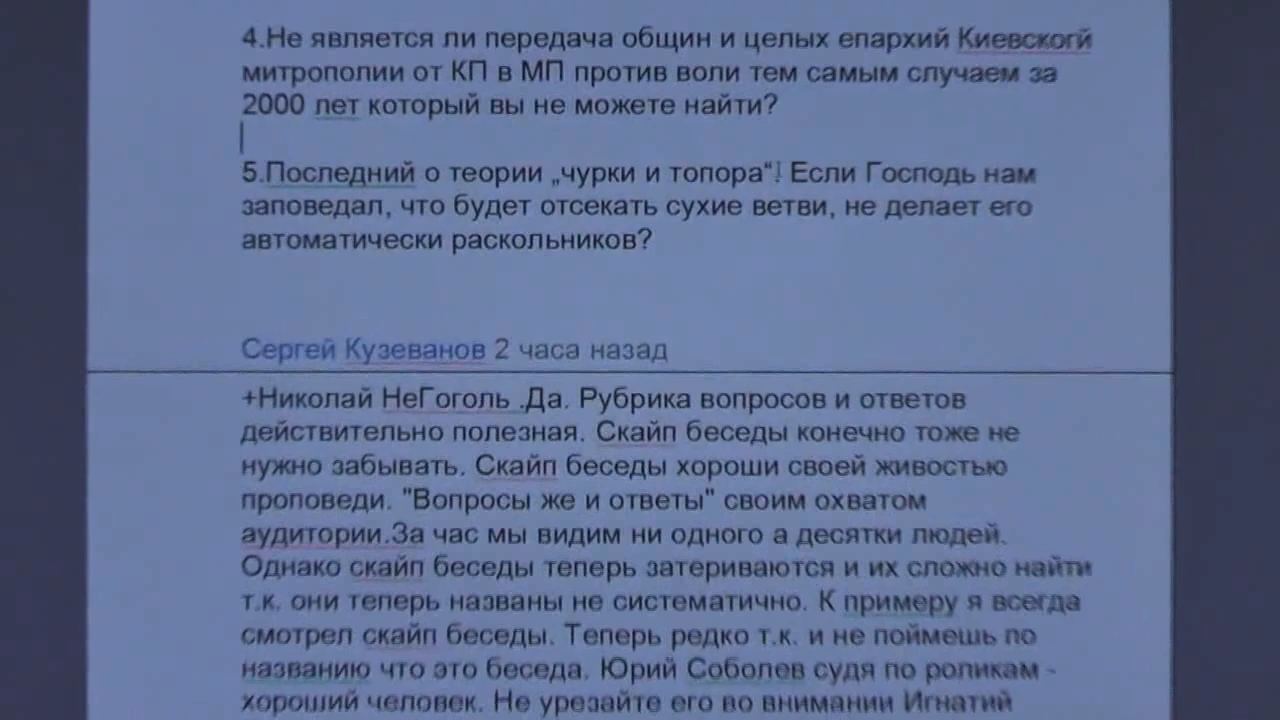 4.Не является ли передача общин и целых епархий Киевскогй
митрополии от КП в МП против воли тем самым случаем за
2000 лет который вы не можете найти?
5.Последний о теории „чурки и топора“! Если Господь нам
заповедал, что будет отсекать сухие ветви, не делает его
автоматически раскольников?
Сергей Кузеванов 2 часа назад
+Николай НеГоголь .Да. Рубрика вопросов и ответов
действительно полезная. Скайп беседы конечно тоже не
нужно забывать. Скайп беседы хороши своей живостью
проповеди. "Вопросы же и ответы" своим охватом
аудитории.За час мы видим ни одного а десятки людей.
Однако скайп беседы теперь затериваются и их сложно найти
т.к. они теперь названы не систематично. К примеру я всегда
смотрел скайп беседы. Теперь редко т.к. и не поймешь по
названию что это беседа. Юрий Соболев судя по роликам -
хороший человек. Не урезайте его во внимании Игнатий